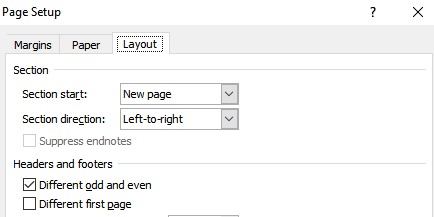 Page Setup ?
Margins Paper Layout
Section
Section start: New page
Section direction: Left-to-right
Suppress endnotes
Headers and footers
Different odd and even
Different first page